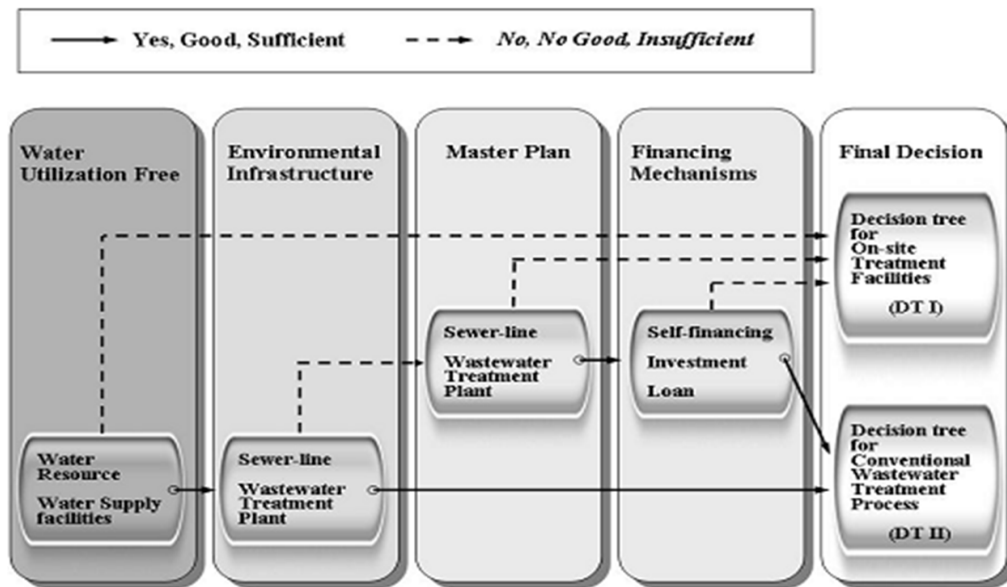 Yes, Good, Sufficient
No, No Good, Insufficient
Water
Utilization Free
Environmental
Infrastructure
Master Plan
Financing
Mechanisms
Final Decision
Decision tree
for
On-site
Treatment
Facilities
(DT I)
Sewer-line
Wastewater
Treatment
Plant
Self-financing
Investment
Loan
Water
Resource
Water Supply
facilities
Sewer-line
Wastewater
Treatment
Plant
Decision tree
for
Conventional
Wastewater
Treatment
Process
(DT II)